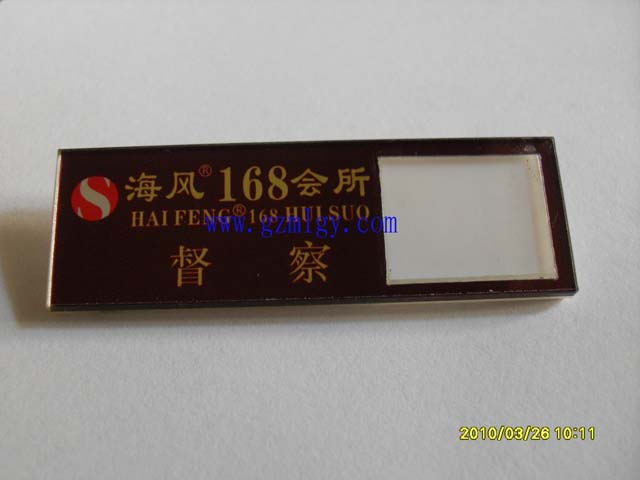 海风®168会所
HAI FENG®168 HUI SUO
www.gzmlgy.com
督 察
2010/03/26 10:11